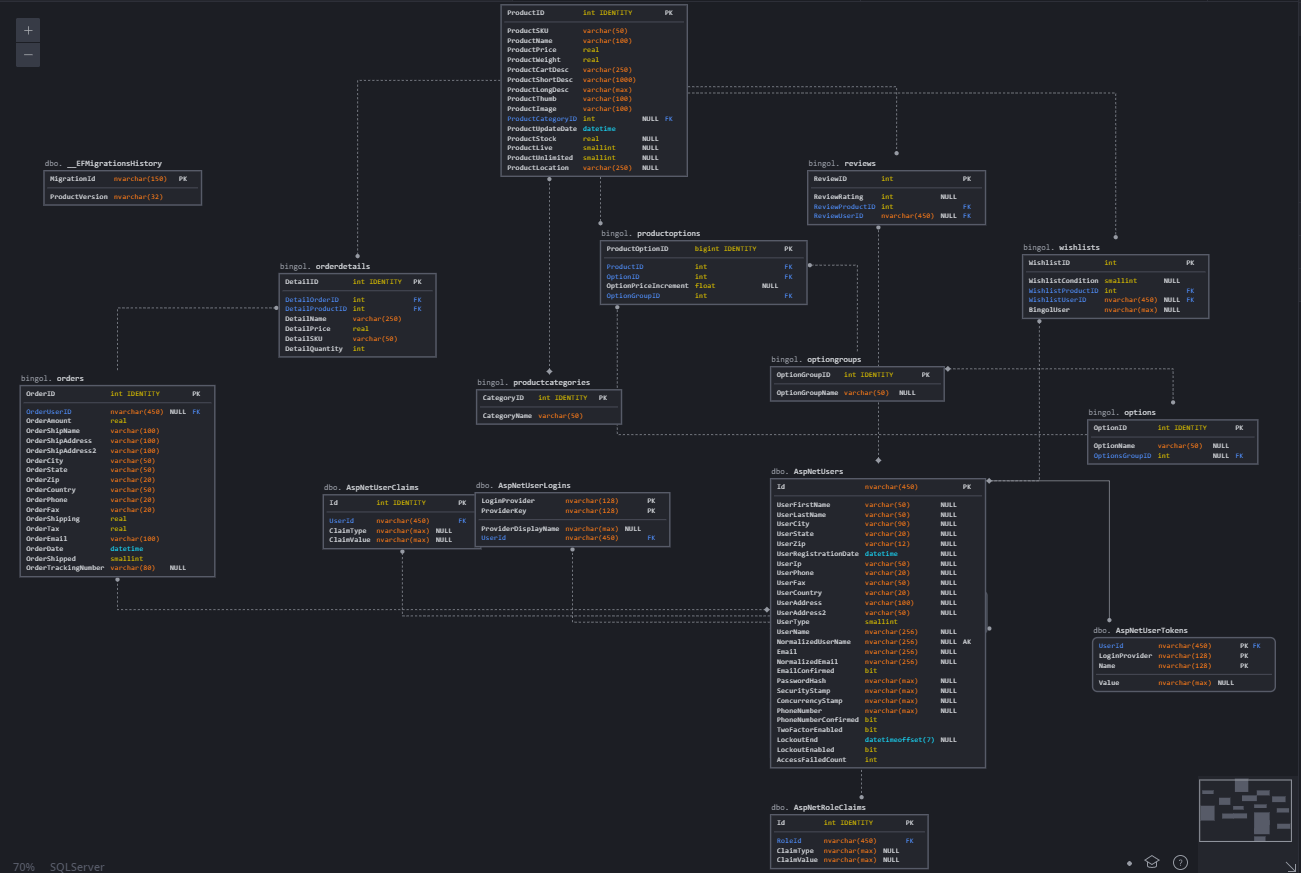 ProductID int IDENTITY PK
ProductSKU varchar(50)
ProductName varchar(100)
ProductPrice real
ProductWeight real
ProductCartDesc varchar(250)
ProductShortDesc varchar(1000)
ProductLongDesc varchar(max)
ProductThumb varchar(100)
ProductImage varchar(100)
ProductCategoryID int NULL FK
ProductUpdateDate datetime
ProductStock real NULL
ProductLive smallint NULL
ProductUnlimited smallint NULL
ProductLocation varchar(250) NULL
dbo. __EFMigrationsHistory
MigrationId nvarchar(150) PK
ProductVersion nvarchar(32)
bingol. reviews
ReviewID int PK
ReviewRating int NULL
ReviewProductID int FK
ReviewUserID nvarchar(450) NULL FK
bingol. productoptions
ProductOptionID bigint IDENTITY PK
ProductID int FK
OptionID int FK
OptionPriceIncrement float NULL
OptionGroupID int FK
bingol. wishlists
WishlistID int PK
WishlistCondition smallint NULL
WishlistProductID int FK
WishlistUserID nvarchar(450) NULL FK
BingolUser nvarchar(max) NULL
bingol. orderdetails
DetailID int IDENTITY PK
DetailOrderID int FK
DetailProductID int FK
DetailName varchar(250)
DetailPrice real
DetailSKU varchar(50)
DetailQuantity int
bingol. optiongroups
OptionGroupID int IDENTITY PK
OptionGroupName varchar(50) NULL
bingol. orders
OrderID int IDENTITY PK
OrderUserID nvarchar(450) NULL FK
OrderAmount real
OrderShipName varchar(100)
OrderShipAddress varchar(100)
OrderShipAddress2 varchar(100)
OrderCity varchar(50)
OrderState varchar(50)
OrderZip varchar(20)
OrderCountry varchar(50)
OrderPhone varchar(20)
OrderFax varchar(20)
OrderShipping real
OrderTax real
OrderEmail varchar(100)
OrderDate datetime
OrderShipped smallint
OrderTrackingNumber varchar(80) NULL
bingol. productcategories
CategoryID int IDENTITY PK
CategoryName varchar(50)
bingol. options
OptionID int IDENTITY PK
OptionName varchar(50) NULL
OptionsGroupID int NULL FK
dbo. AspNetUserClaims
Id int IDENTITY PK
UserId nvarchar(450) FK
ClaimType nvarchar(max) NULL
ClaimValue nvarchar(max) NULL
dbo. AspNetUserLogins
LoginProvider nvarchar(128) PK
ProviderKey nvarchar(128) PK
ProviderDisplayName nvarchar(max) NULL
UserId nvarchar(450) FK
dbo. AspNetUsers
Id nvarchar(450) PK
UserFirstName varchar(50) NULL
UserLastName varchar(50) NULL
UserCity varchar(90) NULL
UserState varchar(20) NULL
UserZip varchar(12) NULL
UserRegistrationDate datetime NULL
UserIp varchar(50) NULL
UserPhone varchar(20) NULL
UserFax varchar(50) NULL
UserCountry varchar(20) NULL
UserAddress varchar(100) NULL
UserAddress2 varchar(50) NULL
UserType smallint
UserName nvarchar(256) NULL
NormalizedUserName nvarchar(256) NULL AK
Email nvarchar(256) NULL
NormalizedEmail nvarchar(256) NULL
EmailConfirmed bit
PasswordHash nvarchar(max) NULL
SecurityStamp nvarchar(max) NULL
ConcurrencyStamp nvarchar(max) NULL
PhoneNumber nvarchar(max) NULL
PhoneNumberConfirmed bit
TwoFactorEnabled bit
LockoutEnd datetimeoffset(7) NULL
LockoutEnabled bit
AccessFailedCount int
dbo. AspNetUserTokens
UserId nvarchar(450) PK FK
LoginProvider nvarchar(128) PK
Name nvarchar(128) PK
Value nvarchar(max) NULL
dbo. AspNetRoleClaims
Id int IDENTITY PK
RoleId nvarchar(450) FK
ClaimType nvarchar(max) NULL
ClaimValue nvarchar(max) NULL
70% SQLServer